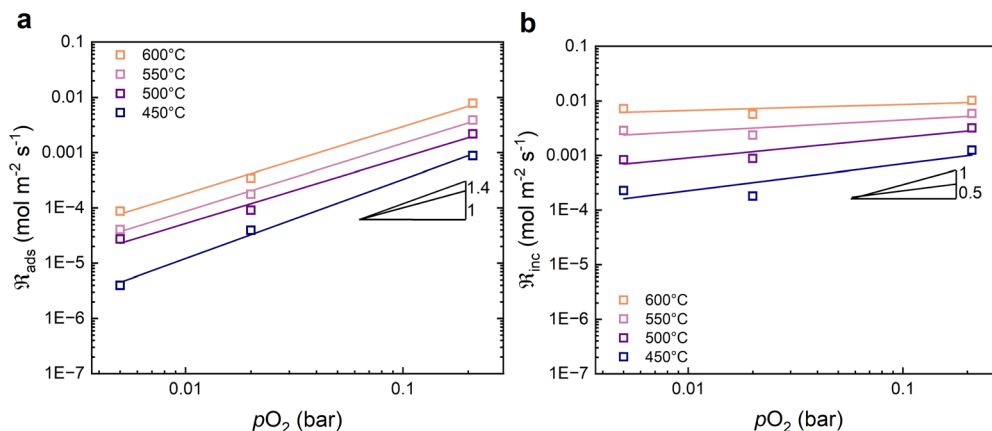 a
0.1
0.01
0.001
1E-4
1E-5
1E-6
1E-7
ℜads (mol m⁻² s⁻¹)
600°C
550°C
500°C
450°C
1.4
1
0.01
0.1
pO₂ (bar)
b
0.1
0.01
0.001
1E-4
1E-5
1E-6
1E-7
ℜinc (mol m⁻² s⁻¹)
1
0.5
600°C
550°C
500°C
450°C
0.01
0.1
pO₂ (bar)